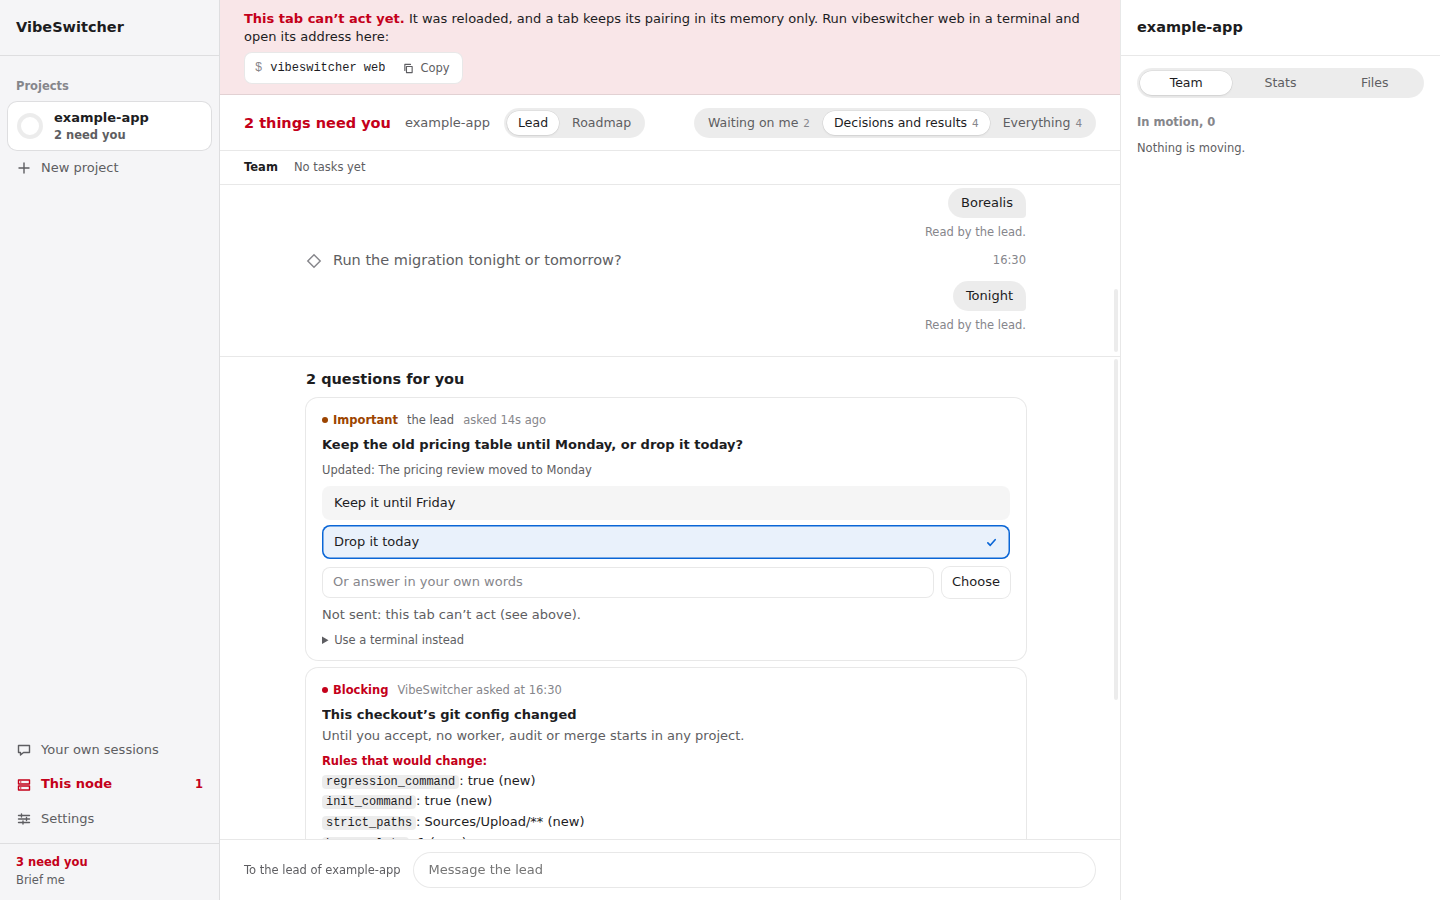 VibeSwitcher
Projects
example-app
2 need you
New project
Your own sessions
This node 1
Settings
3 need you
Brief me
This tab can’t act yet. It was reloaded, and a tab keeps its pairing in its memory only. Run vibeswitcher web in a terminal and
open its address here:
$ vibeswitcher web Copy
2 things need you example-app Lead Roadmap Waiting on me 2 Decisions and results 4 Everything 4
Team No tasks yet
Borealis
Read by the lead.
Run the migration tonight or tomorrow? 16:30
Tonight
Read by the lead.
2 questions for you
Important the lead asked 14s ago
Keep the old pricing table until Monday, or drop it today?
Updated: The pricing review moved to Monday
Keep it until Friday
Drop it today
Or answer in your own words Choose
Not sent: this tab can’t act (see above).
Use a terminal instead
Blocking VibeSwitcher asked at 16:30
This checkout’s git config changed
Until you accept, no worker, audit or merge starts in any project.
Rules that would change:
regression_command: true (new)
init_command: true (new)
strict_paths: Sources/Upload/** (new)
To the lead of example-app Message the lead
example-app
Team Stats Files
In motion, 0
Nothing is moving.